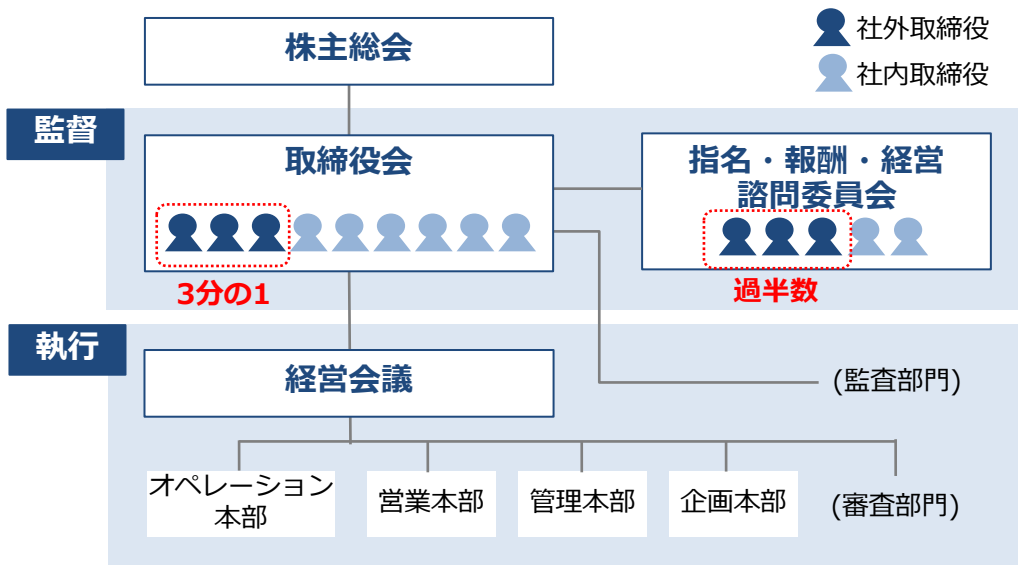 株主総会
社外取締役
社内取締役
監督
取締役会
3分の1
指名・報酬・経営
諮問委員会
過半数
執行
経営会議
(監査部門)
オペレーション
本部
営業本部
管理本部
企画本部
(審査部門)